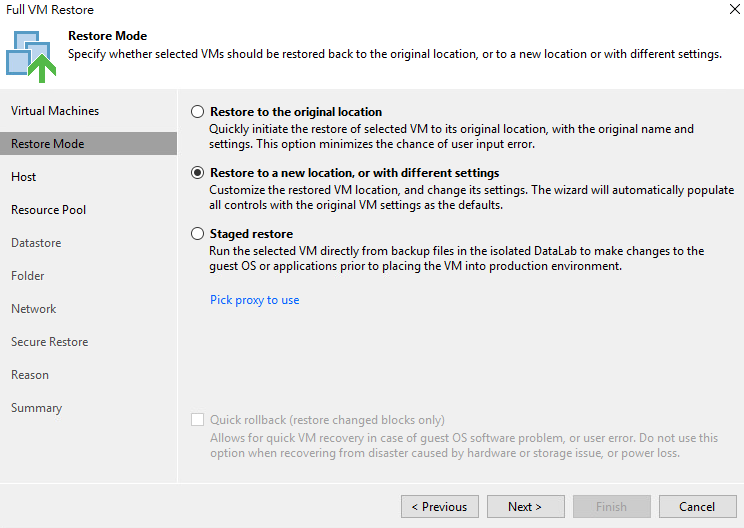 Full VM Restore
Restore Mode
Specify whether selected VMs should be restored back to the original location, or to a new location or with different settings.
Virtual Machines
Restore Mode
Host
Resource Pool
Datastore
Folder
Network
Secure Restore
Reason
Summary
Restore to the original location
Quickly initiate the restore of selected VM to its original location, with the original name and
settings. This option minimizes the chance of user input error.
Restore to a new location, or with different settings
Customize the restored VM location, and change its settings. The wizard will automatically populate
all controls with the original VM settings as the defaults.
Staged restore
Run the selected VM directly from backup files in the isolated DataLab to make changes to the
guest OS or applications prior to placing the VM into production environment.
Pick proxy to use
Quick rollback (restore changed blocks only)
Allows for quick VM recovery in case of guest OS software problem, or user error. Do not use this
option when recovering from disaster caused by hardware or storage issue, or power loss.
< Previous
Next >
Finish
Cancel